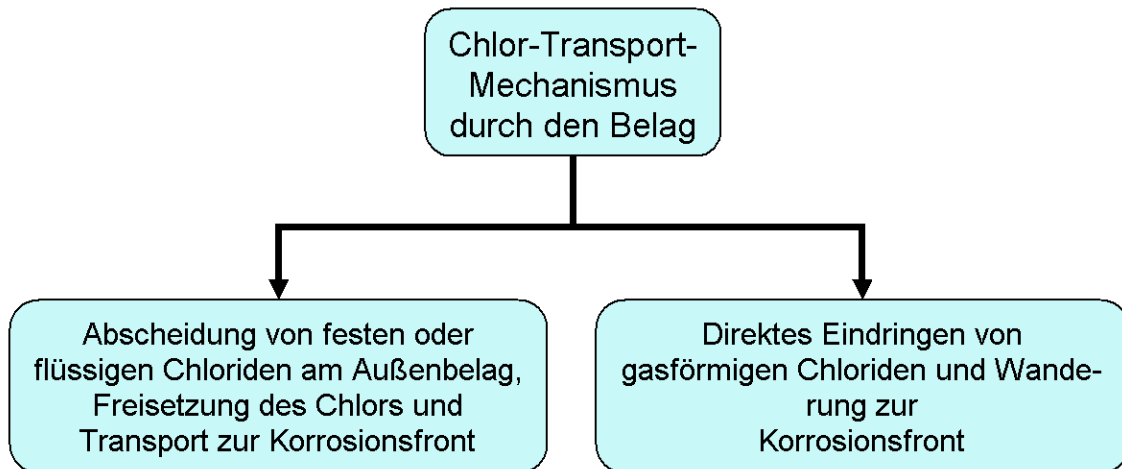 Chlor-Transport-
Mechanismus
durch den Belag
Abscheidung von festen oder
flüssigen Chloriden am Außenbelag,
Freisetzung des Chlors und
Transport zur Korrosionsfront
Direktes Eindringen von
gasförmigen Chloriden und Wande-
rung zur
Korrosionsfront